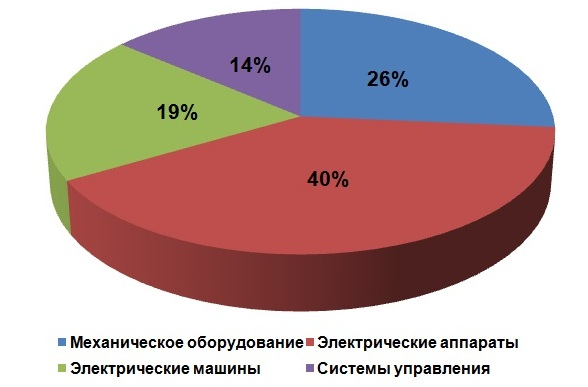 14%
26%
19%
40%
Механическое оборудование Электрические аппараты
Электрические машины Системы управления